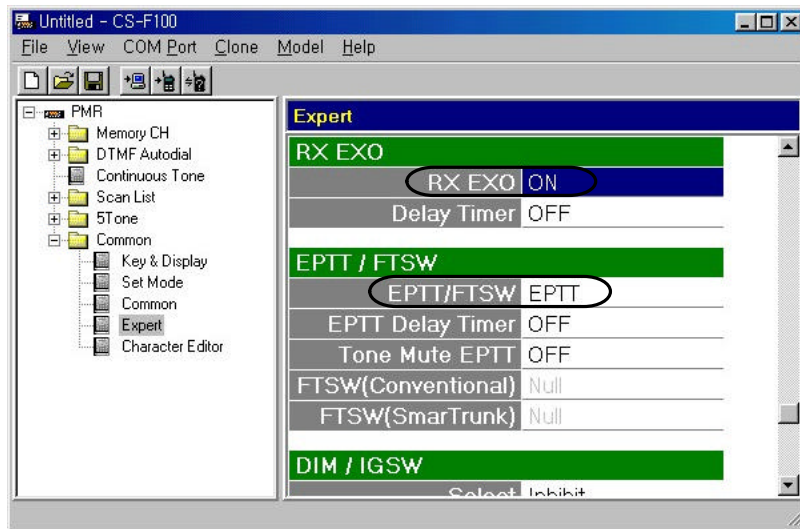 Untitled - CS-F100
File View COM Port Clone Model Help
PMR
Memory CH
DTMF Autodial
Continuous Tone
Scan List
5Tone
Common
Key & Display
Set Mode
Common
Expert
Character Editor
Expert
RX EXO
RX EXO ON
Delay Timer OFF
EPTT / FTSW
EPTT/FTSW EPTT
EPTT Delay Timer OFF
Tone Mute EPTT OFF
FTSW(Conventional) Null
FTSW(SmarTrunk) Null
DIM / IGSW
Select Inhibit